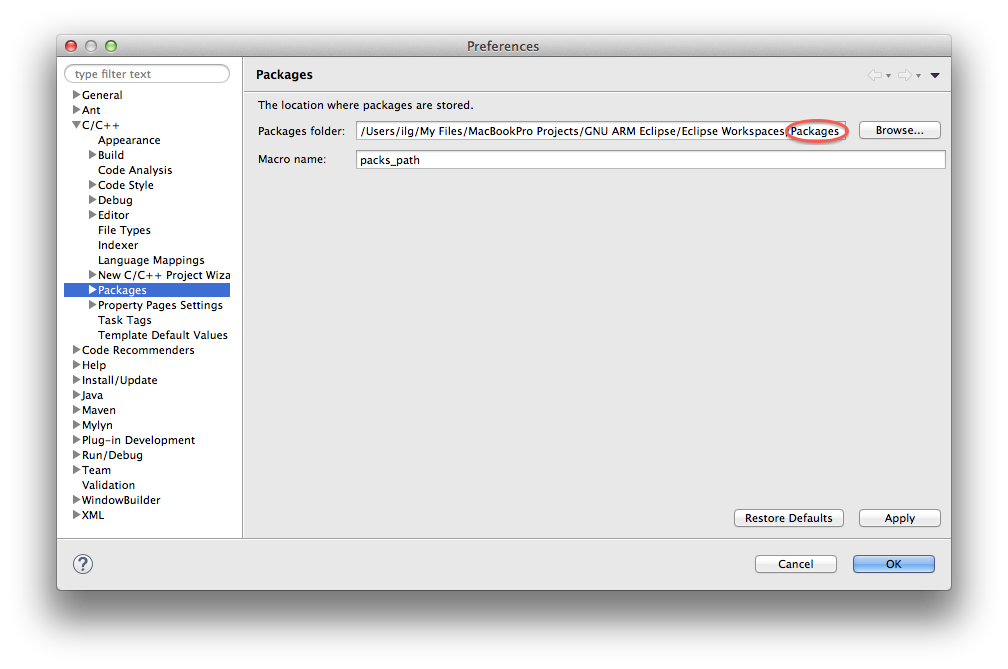 Preferences
type filter text
General
Ant
C/C++
Appearance
Build
Code Analysis
Code Style
Debug
Editor
File Types
Indexer
Language Mappings
New C/C++ Project Wiza
Packages
Property Pages Settings
Task Tags
Template Default Values
Code Recommenders
Help
Install/Update
Java
Maven
Mylyn
Plug-in Development
Run/Debug
Team
Validation
WindowBuilder
XML
Packages
The location where packages are stored.
Packages folder: /Users/ilg/My Files/MacBookPro Projects/GNU ARM Eclipse/Eclipse Workspaces/Packages Browse...
Macro name: packs_path
Restore Defaults Apply
? Cancel OK